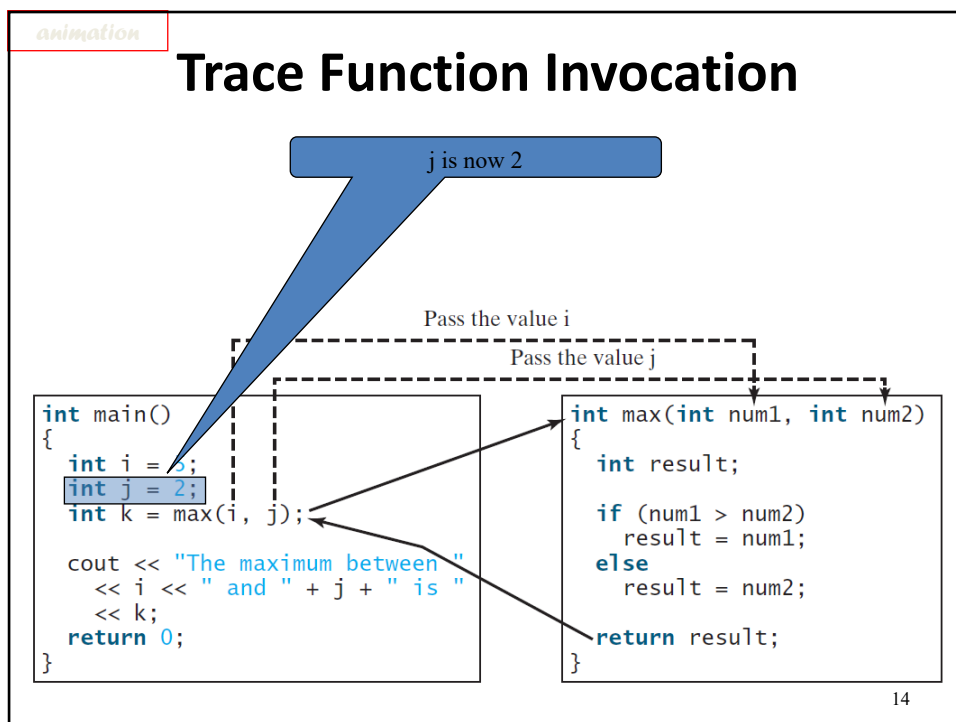 animation
Trace Function Invocation
j is now 2
Pass the value i
Pass the value j
int main()
{
int i = 5;
int j = 2;
int k = max(i, j);
cout << "The maximum between "
<< i << " and " + j + " is "
<< k;
return 0;
}
int max(int num1, int num2)
{
int result;
if (num1 > num2)
result = num1;
else
result = num2;
return result;
}
14